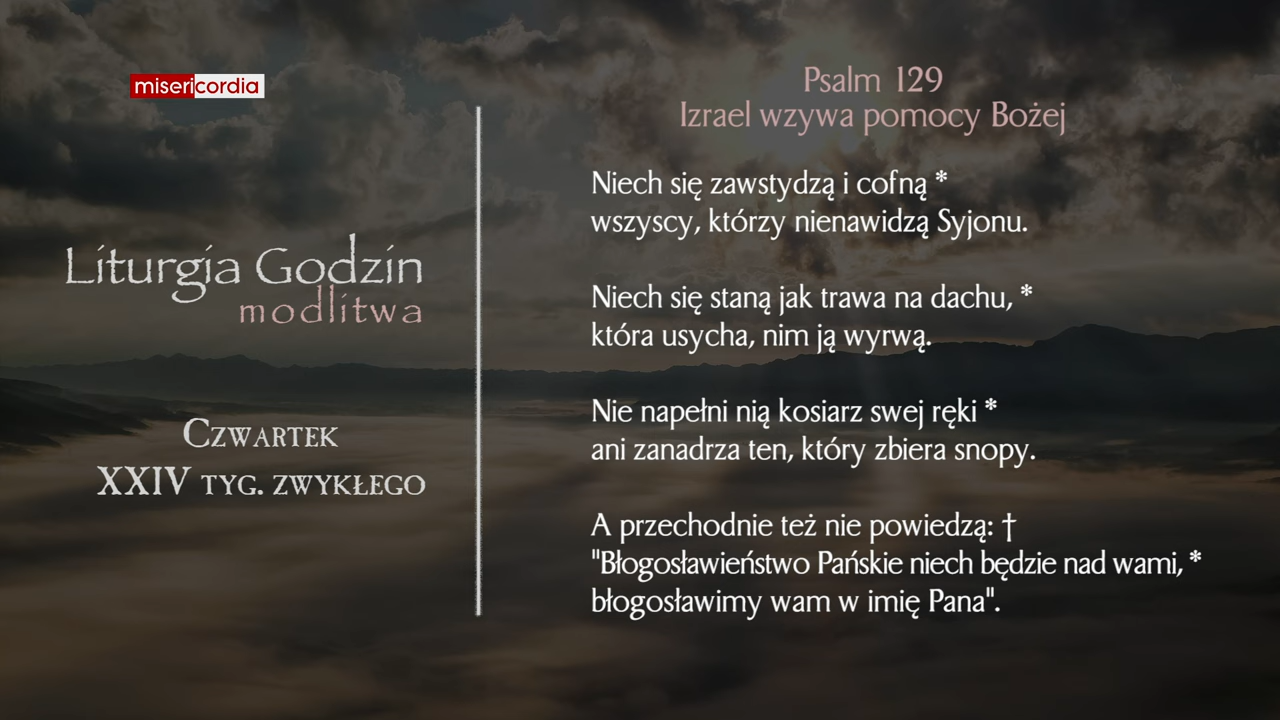 misericordia
Liturgia Godzin
modlitwa
Czwartek
XXIV tyg. zwykłego
Psalm 129
Izrael wzywa pomocy Bożej
Niech się zawstydzą i cofną *
wszyscy, którzy nienawidzą Syjonu.
Niech się staną jak trawa na dachu, *
która usycha, nim ją wyrwą.
Nie napełni nią kosiarz swej ręki *
ani zanadrza ten, który zbiera snopy.
A przechodnie też nie powiedzą: †
"Błogosławieństwo Pańskie niech będzie nad wami, *
błogosławimy wam w imię Pana".